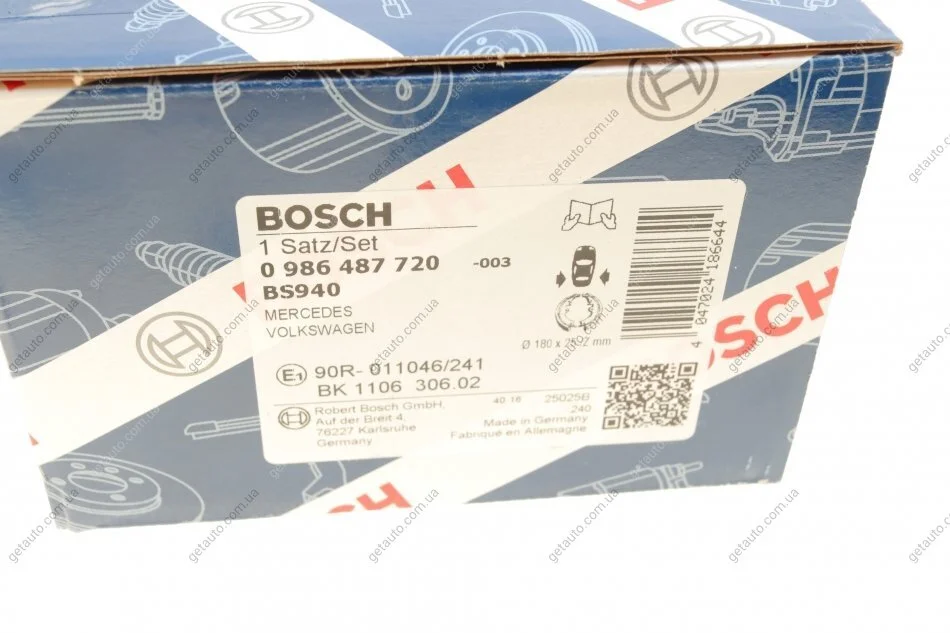 BOSCH
1 Satz/Set
0 986 487 720 -003
BS940
MERCEDES
VOLKSWAGEN
Ø 180 x mm
E1 90R- 011046/241
BK 1106 306.02
Robert Bosch GmbH,
Auf der Breit 4,
76227 Karlsruhe
Germany
40 16 25025B
240
Made in Germany
Fabriqué en Allemagne
4 047024 186644
BOSCH
getauto.com.ua